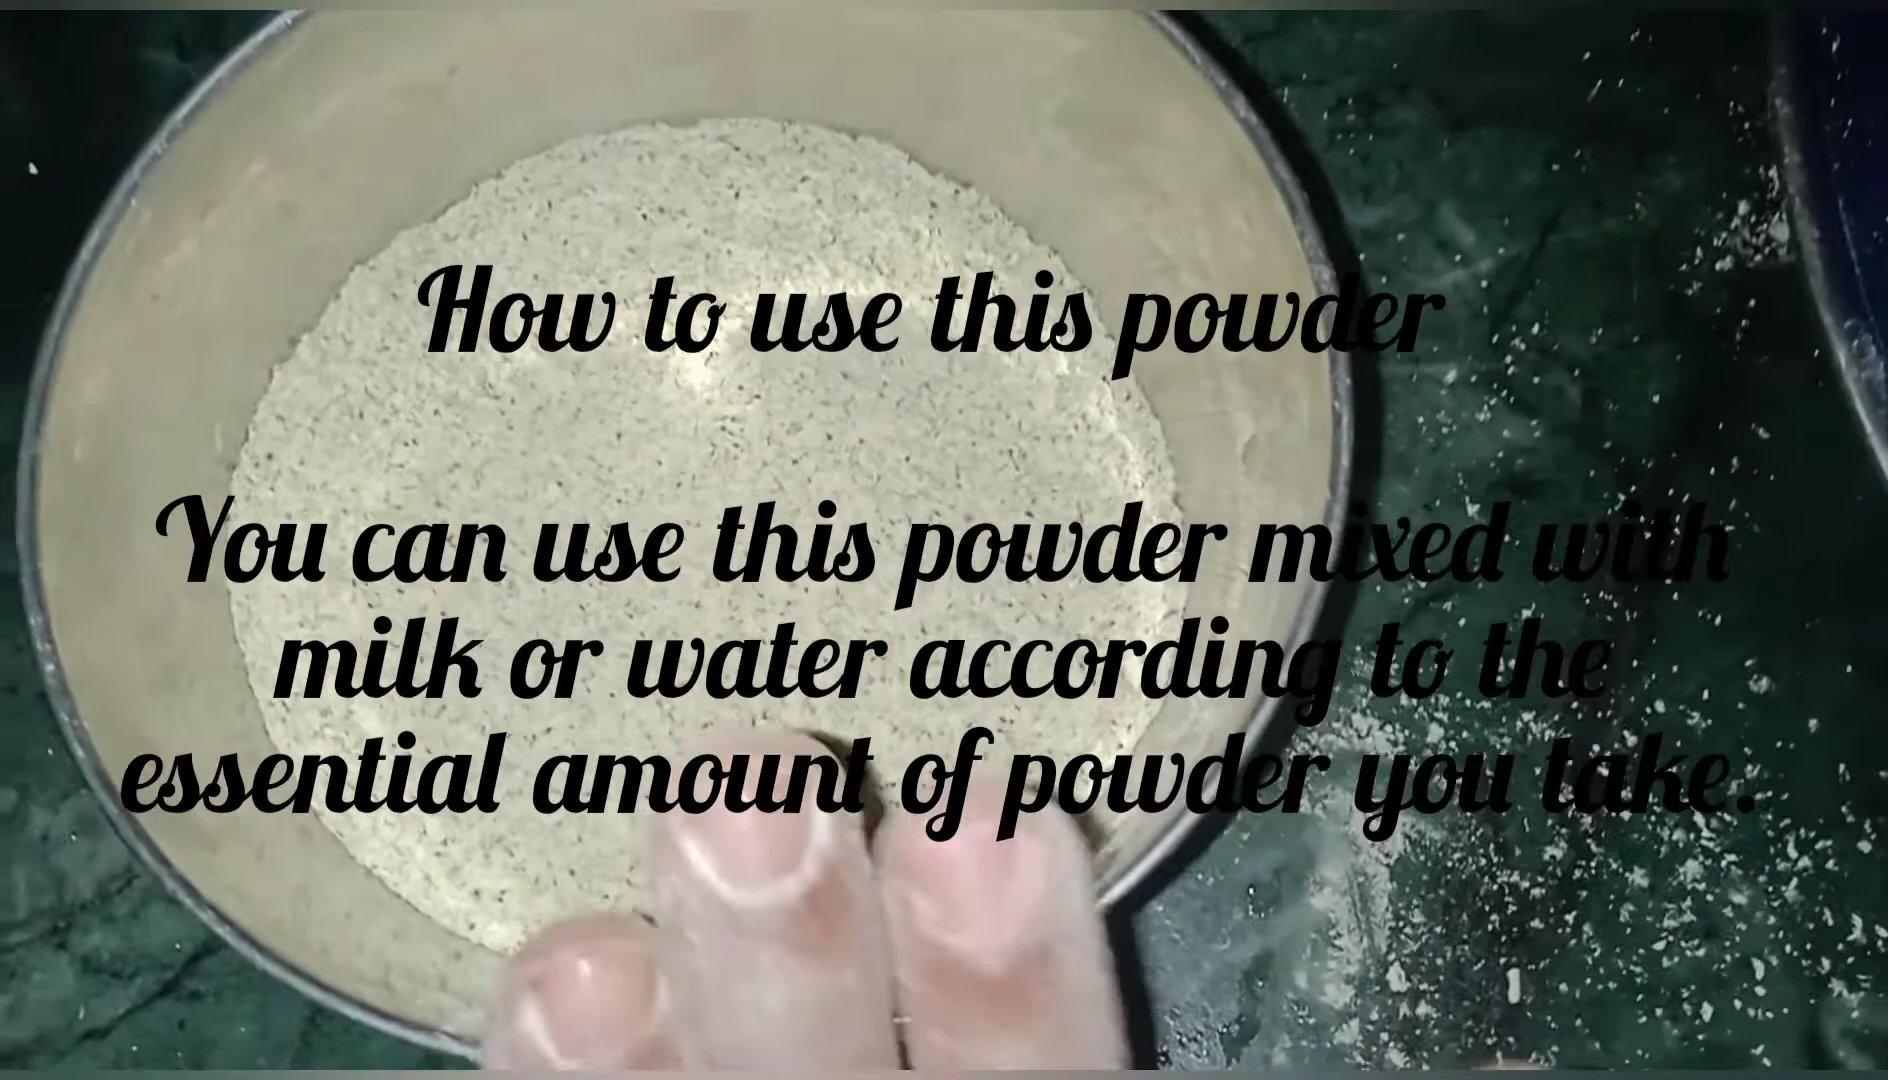 How to use this powder
You can use this powder mixed with
milk or water according to the
essential amount of powder you take.